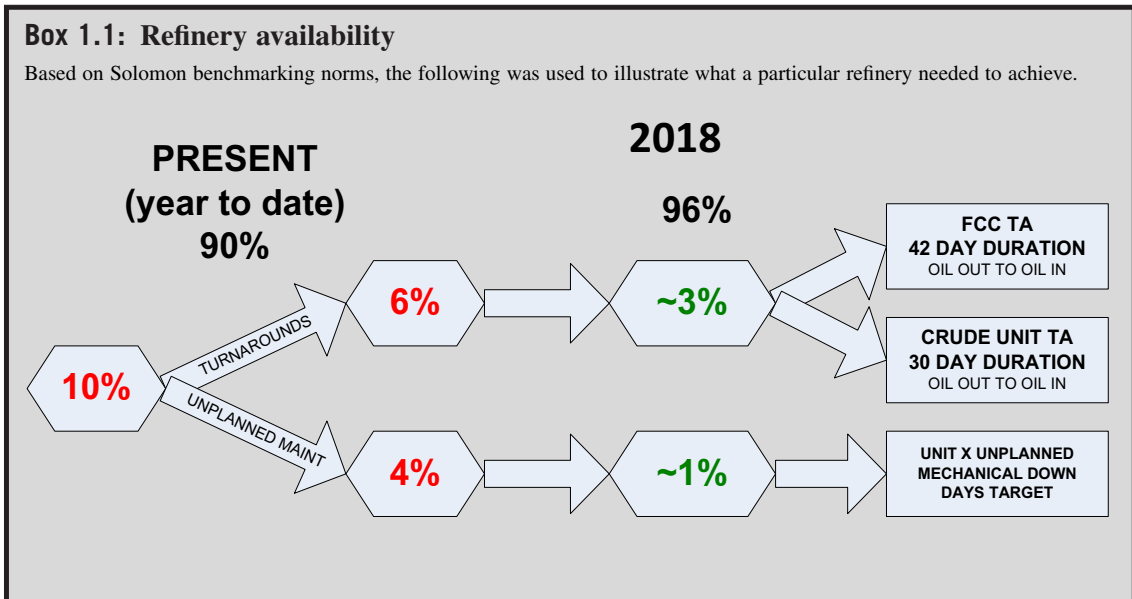 Box 1.1: Refinery availability
Based on Solomon benchmarking norms, the following was used to illustrate what a particular refinery needed to achieve.
PRESENT
(year to date)
90%
2018
96%
10%
TURNAROUNDS
6%
~3%
FCC TA
42 DAY DURATION
OIL OUT TO OIL IN
CRUDE UNIT TA
30 DAY DURATION
OIL OUT TO OIL IN
UNPLANNED MAINT
4%
~1%
UNIT X UNPLANNED
MECHANICAL DOWN
DAYS TARGET